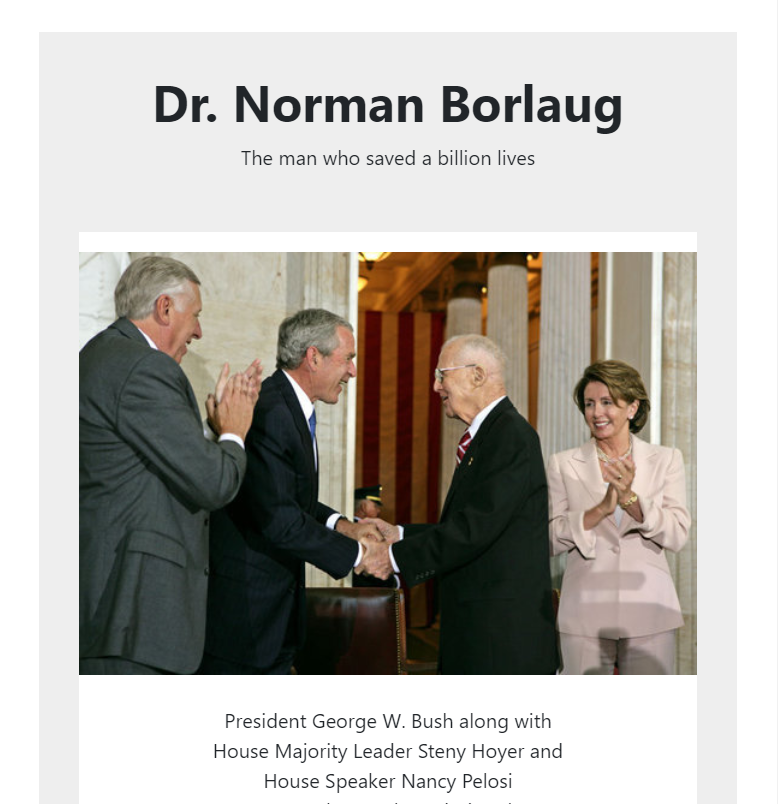 Dr. Norman Borlaug
The man who saved a billion lives
President George W. Bush along with
House Majority Leader Steny Hoyer and
House Speaker Nancy Pelosi